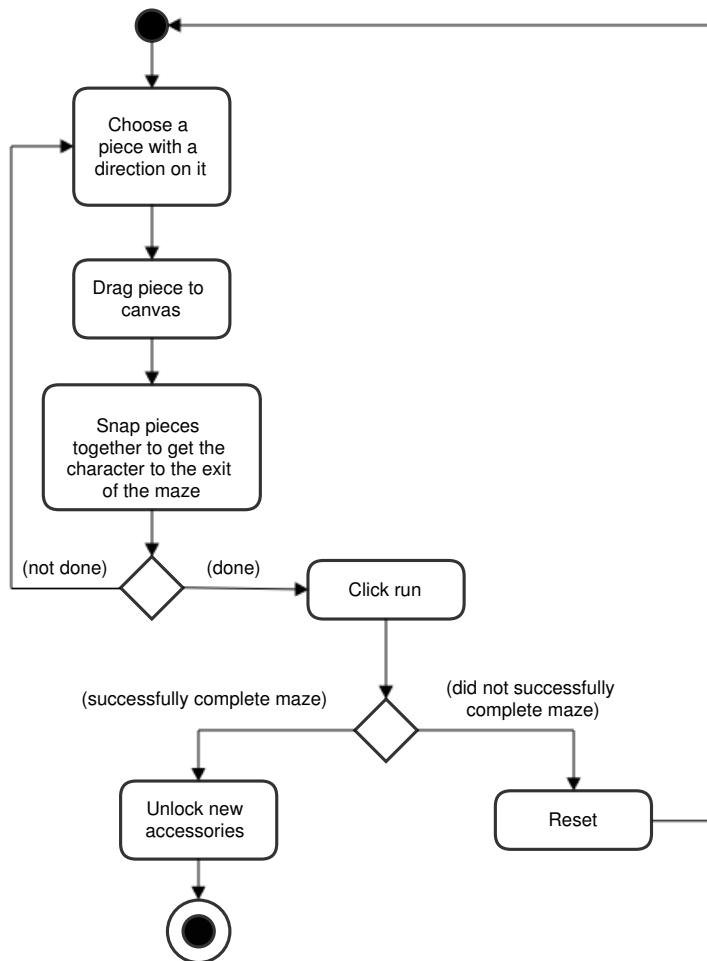 Choose a
piece with a
direction on it
Drag piece to
canvas
Snap pieces
together to get the
character to the exit
of the maze
(not done)
(done)
Click run
(successfully complete maze)
(did not successfully
complete maze)
Unlock new
accessories
Reset